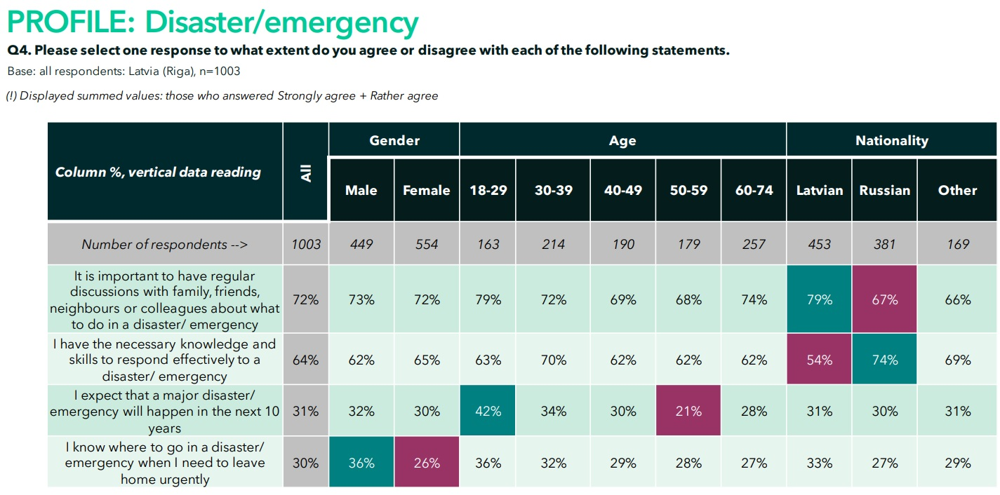 PROFILE: Disaster/emergency
Q4. Please select one response to what extent do you agree or disagree with each of the following statements.
Base: all respondents: Latvia (Riga), n=1003
(!) Displayed summed values: those who answered Strongly agree + Rather agree
Column %, vertical data reading
All
Gender
Age
Nationality
Male Female 18-29 30-39 40-49 50-59 60-74 Latvian Russian Other
Number of respondents --> 1003 449 554 163 214 190 179 257 453 381 169
It is important to have regular
discussions with family, friends,
neighbours or colleagues about what
to do in a disaster/ emergency
72% 73% 72% 79% 72% 69% 68% 74% 79% 67% 66%
I have the necessary knowledge and
skills to respond effectively to a
disaster/ emergency
64% 62% 65% 63% 70% 62% 62% 62% 54% 74% 69%
I expect that a major disaster/
emergency will happen in the next 10
years
31% 32% 30% 42% 34% 30% 21% 28% 31% 30% 31%
I know where to go in a disaster/
emergency when I need to leave
home urgently
30% 36% 26% 36% 32% 29% 28% 27% 33% 27% 29%